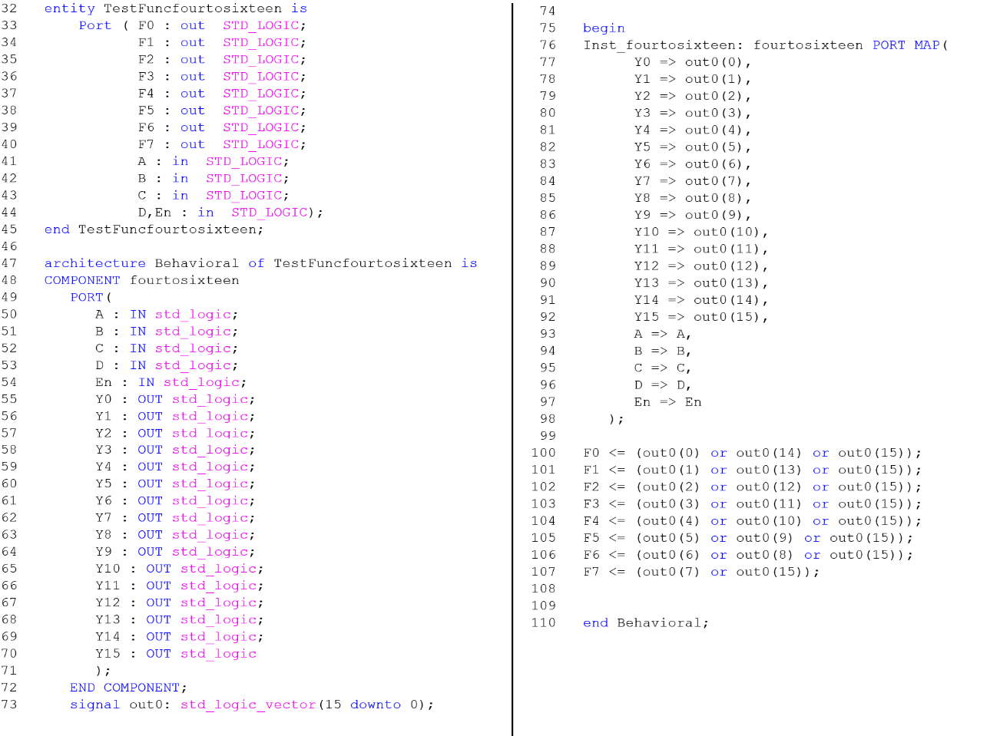 32 entity TestFuncfourtosixteen is
33 Port ( F0 : out STD_LOGIC;
34 F1 : out STD_LOGIC;
35 F2 : out STD_LOGIC;
36 F3 : out STD_LOGIC;
37 F4 : out STD_LOGIC;
38 F5 : out STD_LOGIC;
39 F6 : out STD_LOGIC;
40 F7 : out STD_LOGIC;
41 A : in STD_LOGIC;
42 B : in STD_LOGIC;
43 C : in STD_LOGIC;
44 D,En : in STD_LOGIC);
45 end TestFuncfourtosixteen;
46
47 architecture Behavioral of TestFuncfourtosixteen is
48 COMPONENT fourtosixteen
49 PORT(
50 A : IN std_logic;
51 B : IN std_logic;
52 C : IN std_logic;
53 D : IN std_logic;
54 En : IN std_logic;
55 Y0 : OUT std_logic;
56 Y1 : OUT std_logic;
57 Y2 : OUT std_logic;
58 Y3 : OUT std_logic;
59 Y4 : OUT std_logic;
60 Y5 : OUT std_logic;
61 Y6 : OUT std_logic;
62 Y7 : OUT std_logic;
63 Y8 : OUT std_logic;
64 Y9 : OUT std_logic;
65 Y10 : OUT std_logic;
66 Y11 : OUT std_logic;
67 Y12 : OUT std_logic;
68 Y13 : OUT std_logic;
69 Y14 : OUT std_logic;
70 Y15 : OUT std_logic
71 );
72 END COMPONENT;
73 signal out0: std_logic_vector(15 downto 0);
74
75 begin
76 Inst_fourtosixteen: fourtosixteen PORT MAP(
77 Y0 => out0(0),
78 Y1 => out0(1),
79 Y2 => out0(2),
80 Y3 => out0(3),
81 Y4 => out0(4),
82 Y5 => out0(5),
83 Y6 => out0(6),
84 Y7 => out0(7),
85 Y8 => out0(8),
86 Y9 => out0(9),
87 Y10 => out0(10),
88 Y11 => out0(11),
89 Y12 => out0(12),
90 Y13 => out0(13),
91 Y14 => out0(14),
92 Y15 => out0(15),
93 A => A,
94 B => B,
95 C => C,
96 D => D,
97 En => En
98 );
99
100 F0 <= (out0(0) or out0(14) or out0(15));
101 F1 <= (out0(1) or out0(13) or out0(15));
102 F2 <= (out0(2) or out0(12) or out0(15));
103 F3 <= (out0(3) or out0(11) or out0(15));
104 F4 <= (out0(4) or out0(10) or out0(15));
105 F5 <= (out0(5) or out0(9) or out0(15));
106 F6 <= (out0(6) or out0(8) or out0(15));
107 F7 <= (out0(7) or out0(15));
108
109
110 end Behavioral;